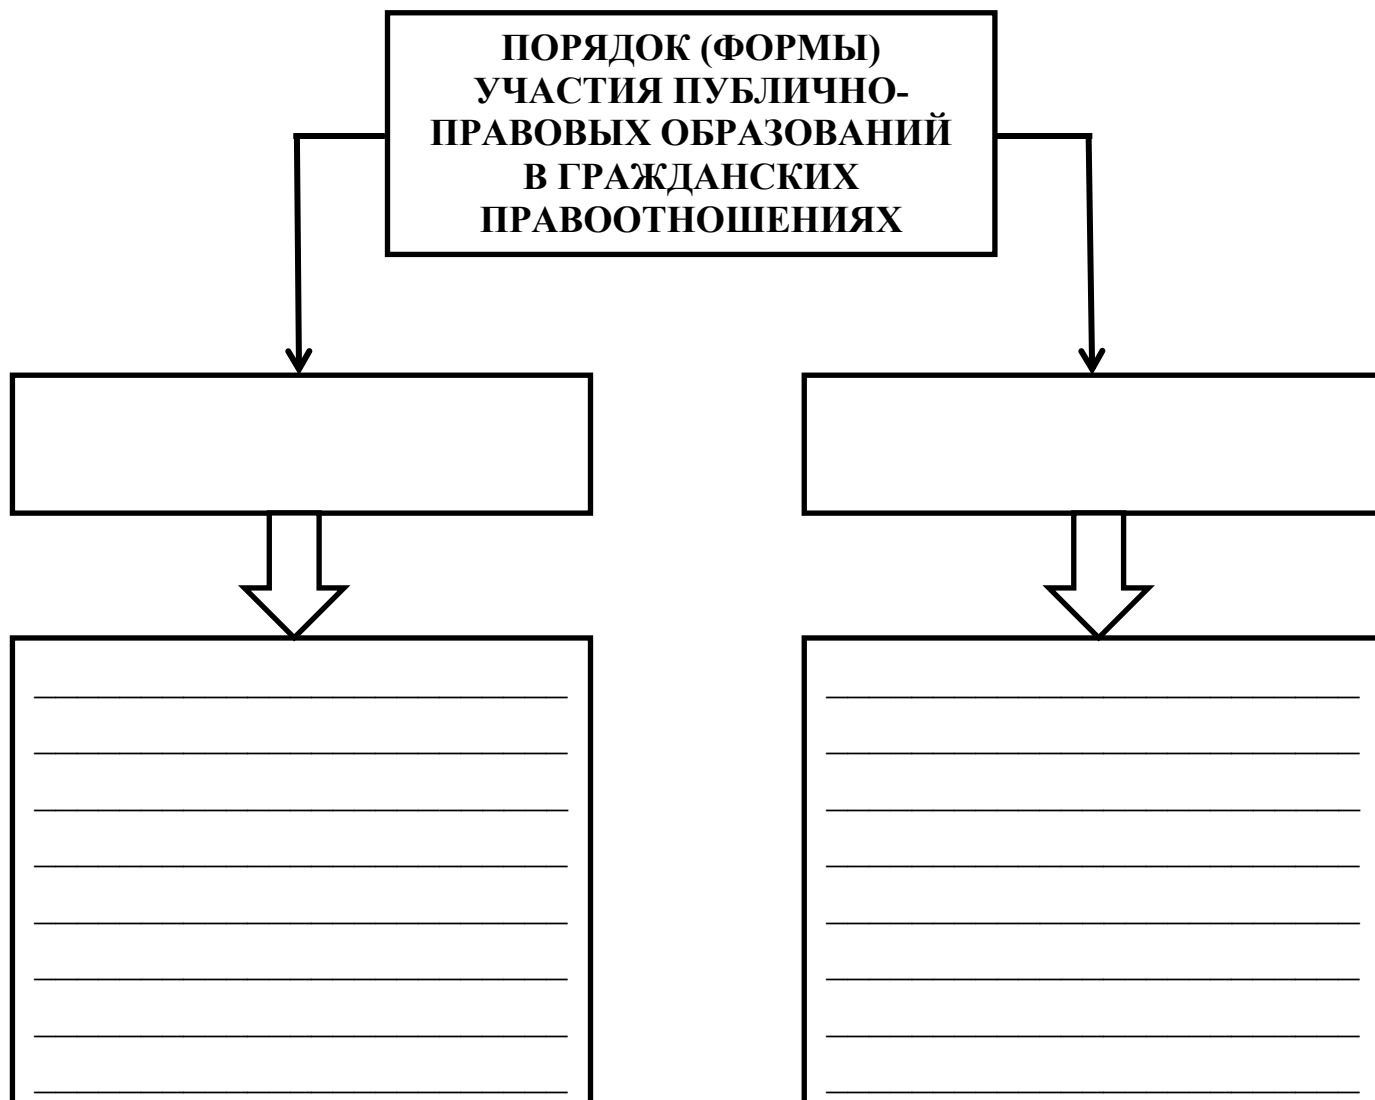 ПОРЯДОК (ФОРМЫ)
УЧАСТИЯ ПУБЛИЧНО-
ПРАВОВЫХ ОБРАЗОВАНИЙ
В ГРАЖДАНСКИХ
ПРАВООТНОШЕНИЯХ